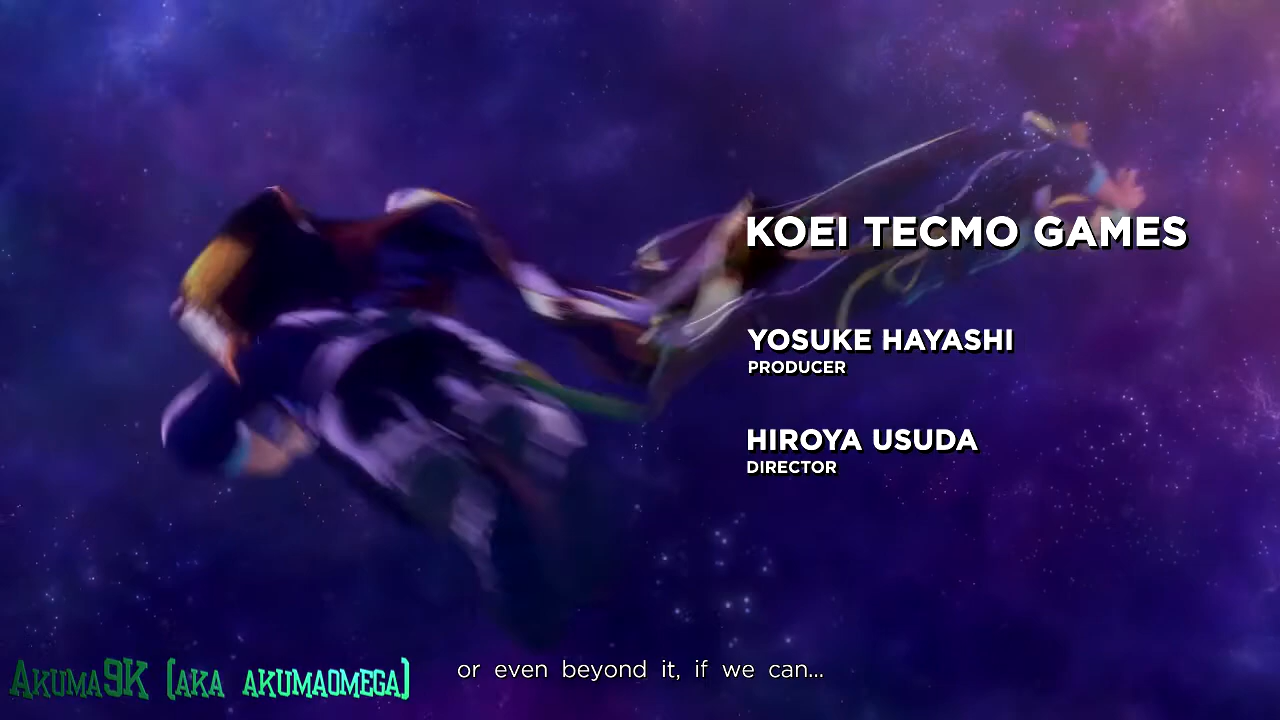 KOEI TECMO GAMES
YOSUKE HAYASHI
PRODUCER
HIROYA USUDA
DIRECTOR
or even beyond it, if we can...
AKUMA9K (AKA AKUMAOMEGA)